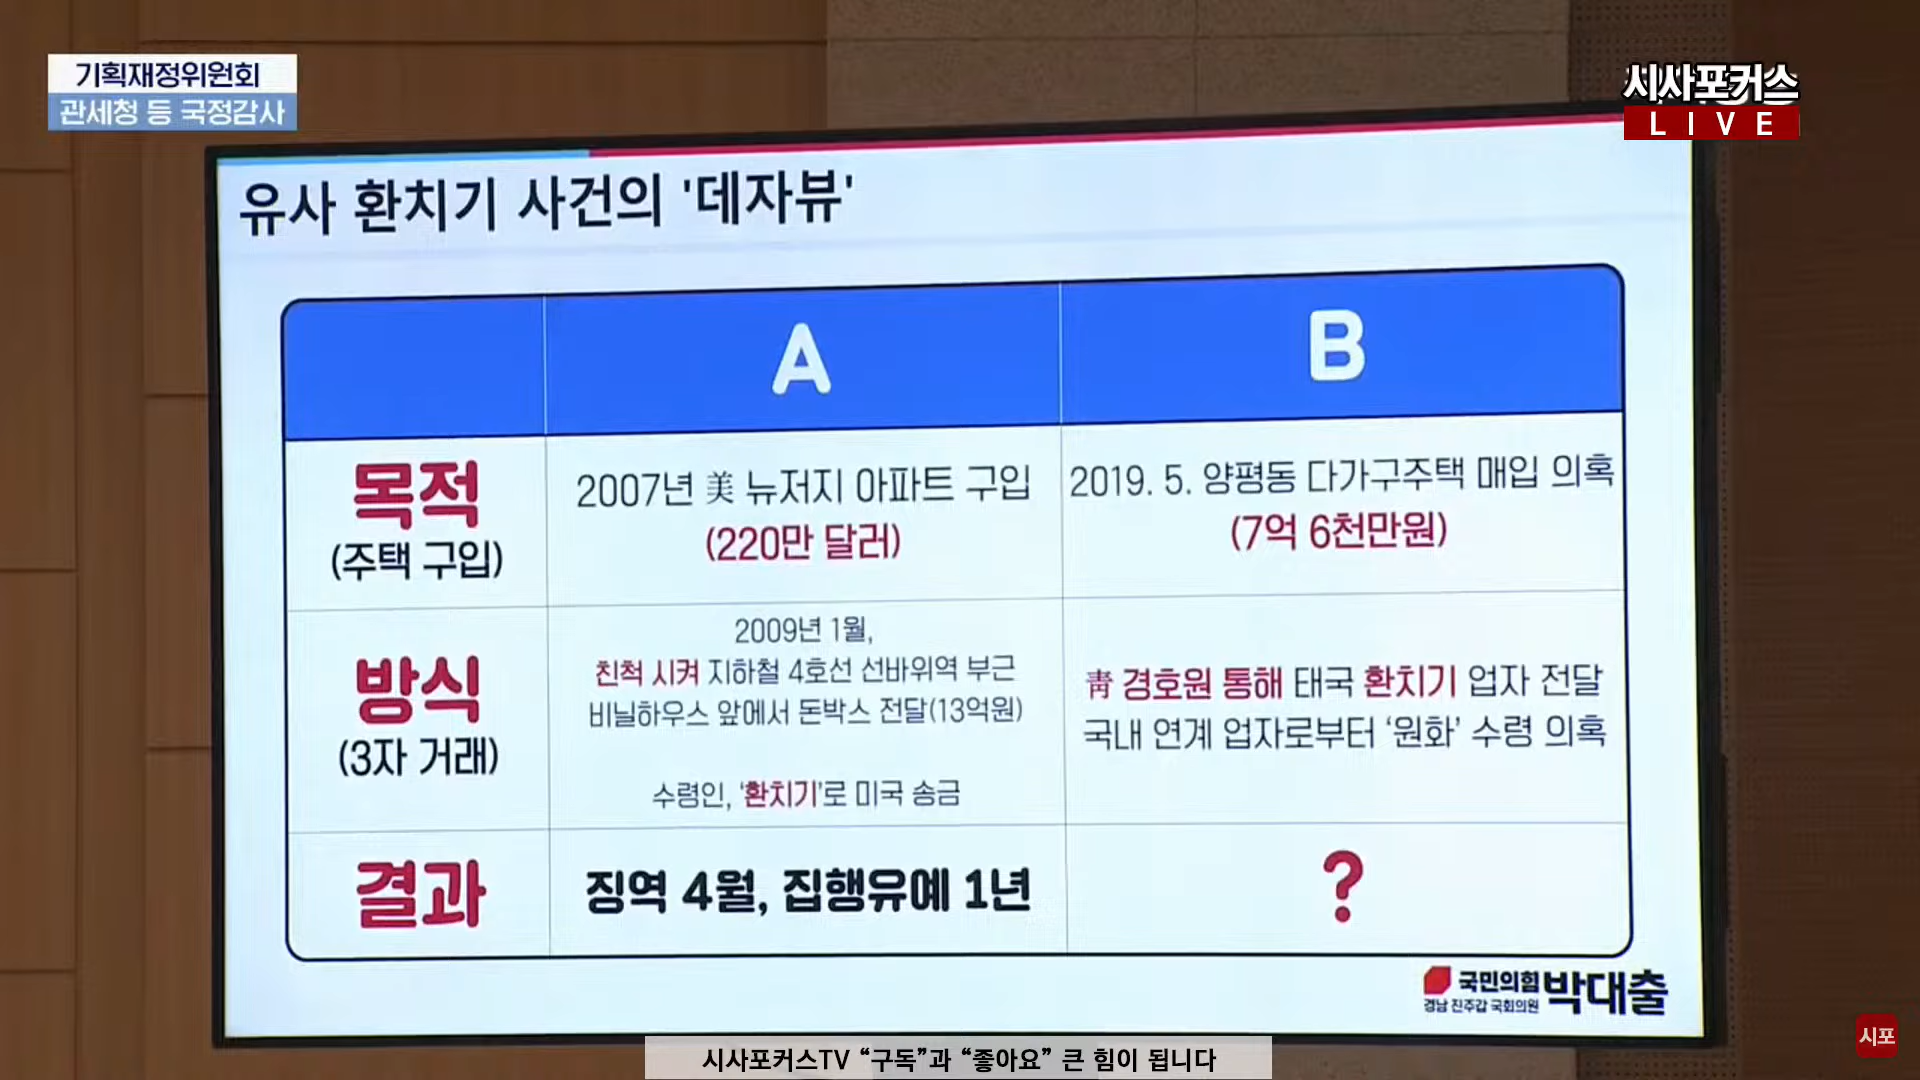 기획재정위원회
관세청 등 국정감사
시사포커스
LIVE
유사 환치기 사건의 '데자뷰'
A
B
목적
(주택 구입)
2007년 美 뉴저지 아파트 구입
(220만 달러)
2019. 5. 양평동 다가구주택 매입 의혹
(7억 6천만원)
방식
(3자 거래)
2009년 1월,
친척 시켜 지하철 4호선 선바위역 부근
비닐하우스 앞에서 돈박스 전달(13억원)
수령인, '환치기'로 미국 송금
靑 경호원 통해 태국 환치기 업자 전달
국내 연계 업자로부터 '원화' 수령 의혹
결과
징역 4월, 집행유예 1년
?
국민의힘 박대출
경남 진주갑 국회의원
시포
시사포커스TV “구독”과 “좋아요” 큰 힘이 됩니다